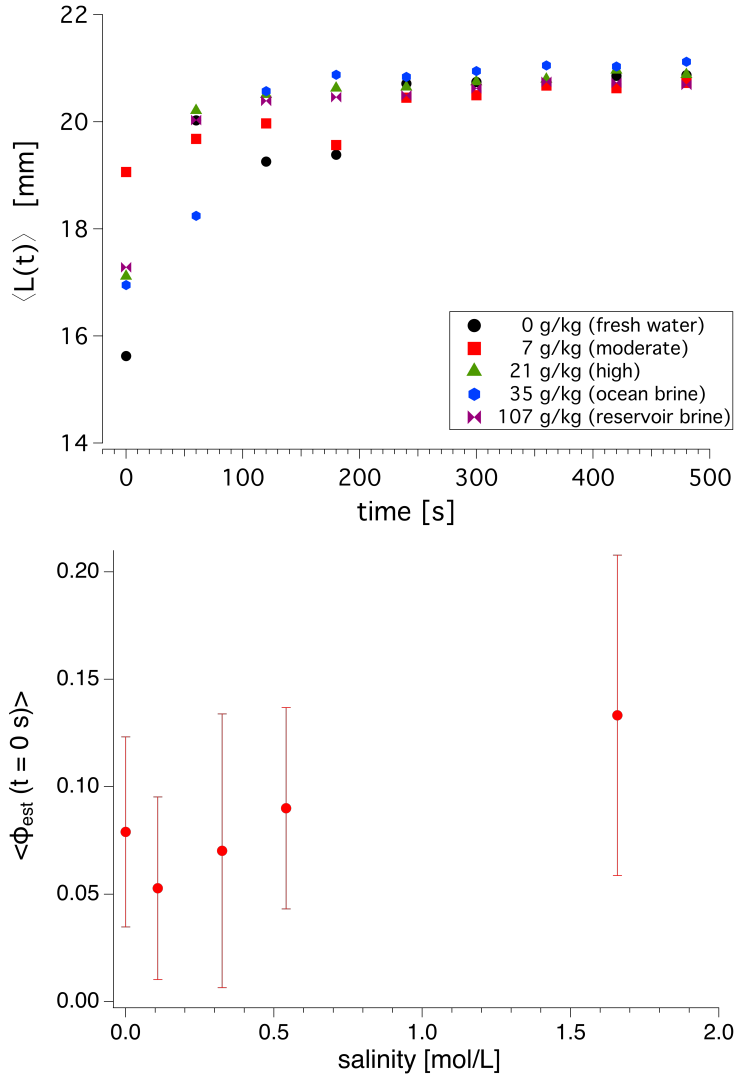 22
20
18
16
14
⟨L(t)⟩ [mm]
0 g/kg (fresh water)
7 g/kg (moderate)
21 g/kg (high)
35 g/kg (ocean brine)
107 g/kg (reservoir brine)
0 100 200 300 400 500
time [s]
0.20
0.15
0.10
0.05
0.00
<ϕest (t = 0 s)>
0.0 0.5 1.0 1.5 2.0
salinity [mol/L]